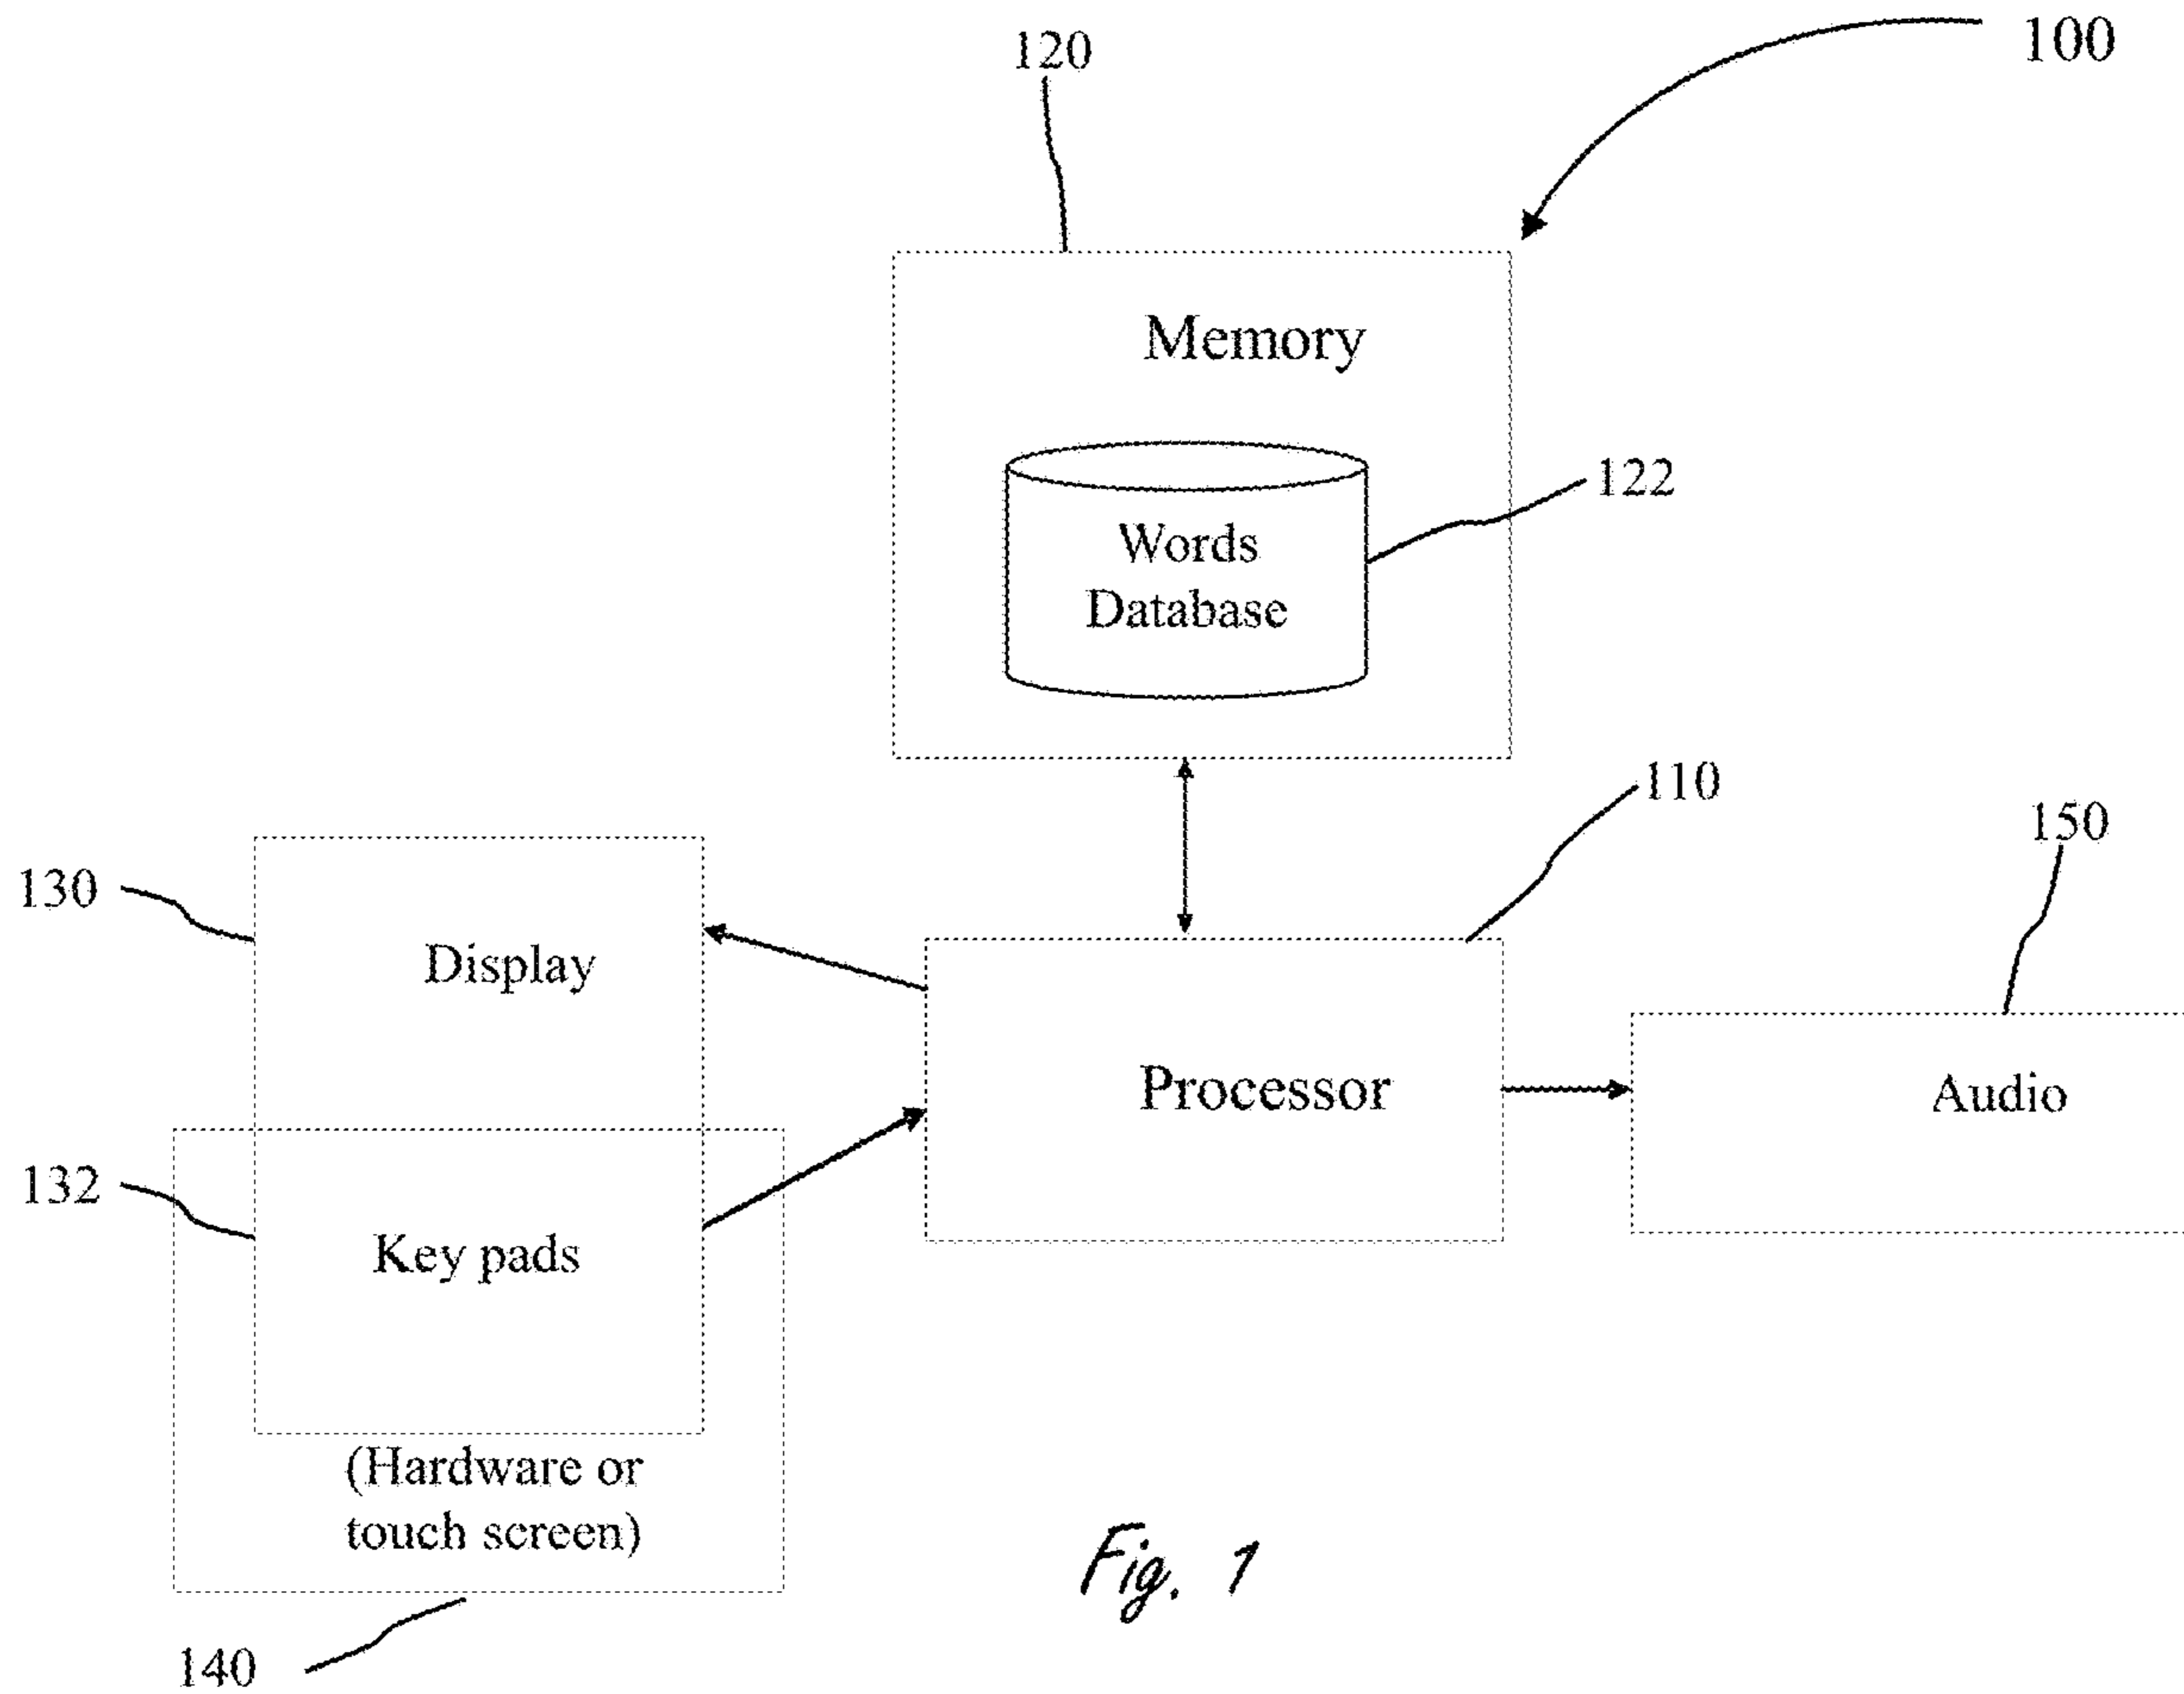 120
100
Memory
122
Words
Database
110
150
130
Display
Processor
Audio
132
Key pads
(Hardware or
touch screen)
Fig. 1
140